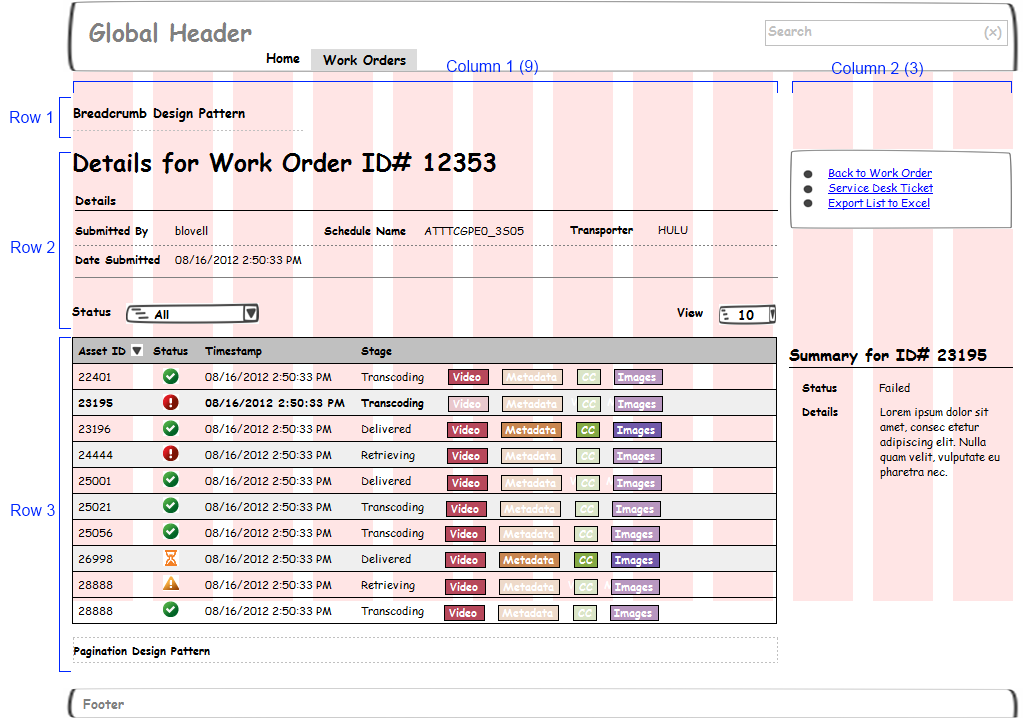 Global Header
Search (x)
Home Work Orders
Column 1 (9) Column 2 (3)
Row 1
Breadcrumb Design Pattern
Row 2
Details for Work Order ID# 12353
Back to Work Order
Service Desk Ticket
Export List to Excel
Details
Submitted By blovell Schedule Name ATTTCGPE0_3S05 Transporter HULU
Date Submitted 08/16/2012 2:50:33 PM
Status All View 10
Row 3
Asset ID Status Timestamp Stage
22401 08/16/2012 2:50:33 PM Transcoding Video Metadata CC Images
23195 08/16/2012 2:50:33 PM Transcoding Video Metadata CC Images
23196 08/16/2012 2:50:33 PM Delivered Video Metadata CC Images
24444 08/16/2012 2:50:33 PM Retrieving Video Metadata CC Images
25001 08/16/2012 2:50:33 PM Delivered Video Metadata CC Images
25021 08/16/2012 2:50:33 PM Transcoding Video Metadata CC Images
25056 08/16/2012 2:50:33 PM Transcoding Video Metadata CC Images
26998 08/16/2012 2:50:33 PM Delivered Video Metadata CC Images
28888 08/16/2012 2:50:33 PM Retrieving Video Metadata CC Images
28888 08/16/2012 2:50:33 PM Transcoding Video Metadata CC Images
Pagination Design Pattern
Summary for ID# 23195
Status Failed
Details Lorem ipsum dolor sit
amet, consec etetur
adipiscing elit. Nulla
quam velit, vulputate eu
pharetra nec.
Footer